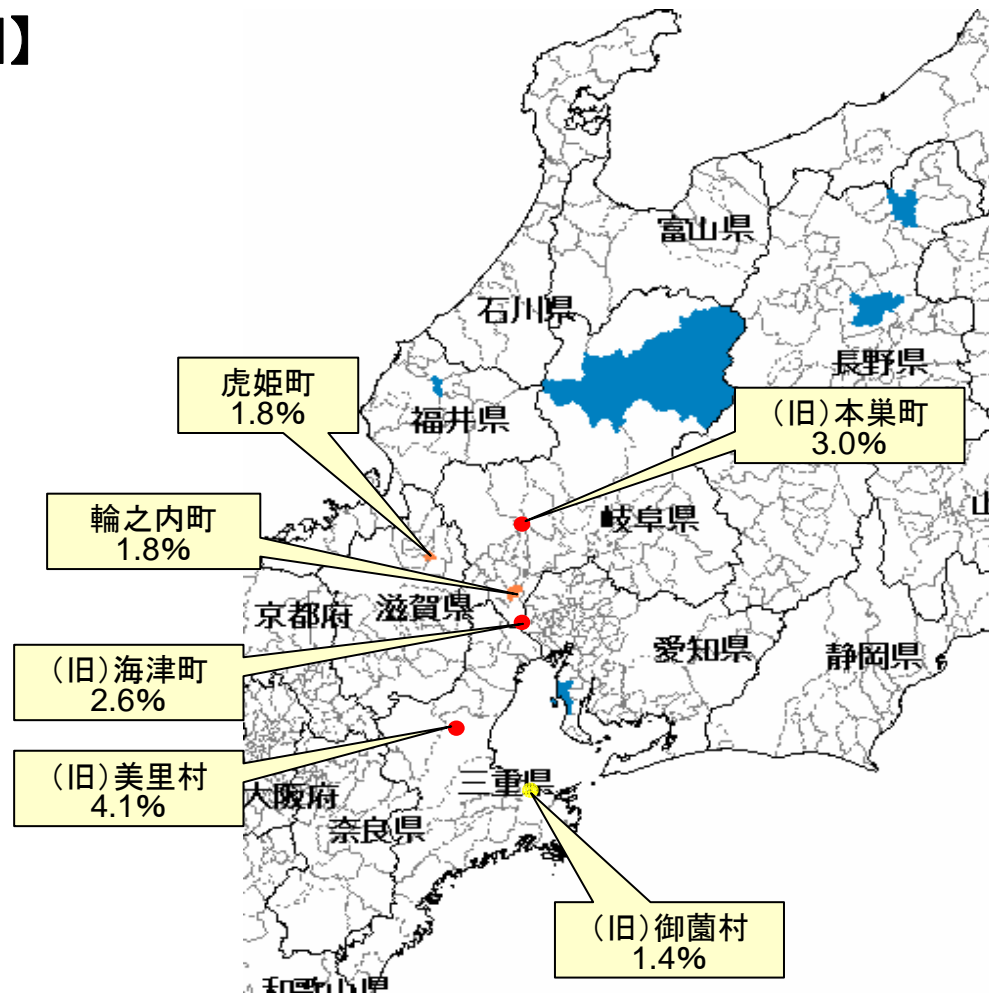 】
富山県
石川県
長野県
虎姫町
1.8%
福井県
（旧）本巣町
3.0%
輪之内町
1.8%
岐阜県
京都府
滋賀県
愛知県
静岡県
（旧）海津町
2.6%
（旧）美里村
4.1%
三重県
大阪府
奈良県
（旧）御薗村
1.4%
和歌山県